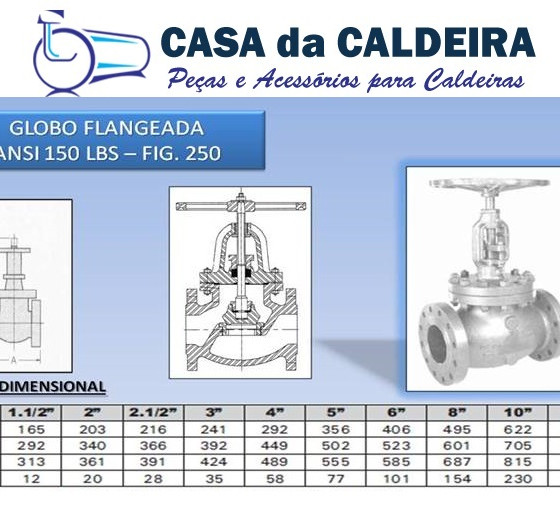 CASA da CALDEIRA
Peças e Acessórios para Caldeiras
GLOBO FLANGEADA
ANSI 150 LBS – FIG. 250
A
DIMENSIONAL
1.1/2” 2” 2.1/2” 3” 4” 5” 6” 8” 10”
165 203 216 241 292 356 406 495 622
292 340 366 392 449 502 523 601 705
313 361 391 424 489 555 585 687 815
12 20 28 35 58 77 101 154 230